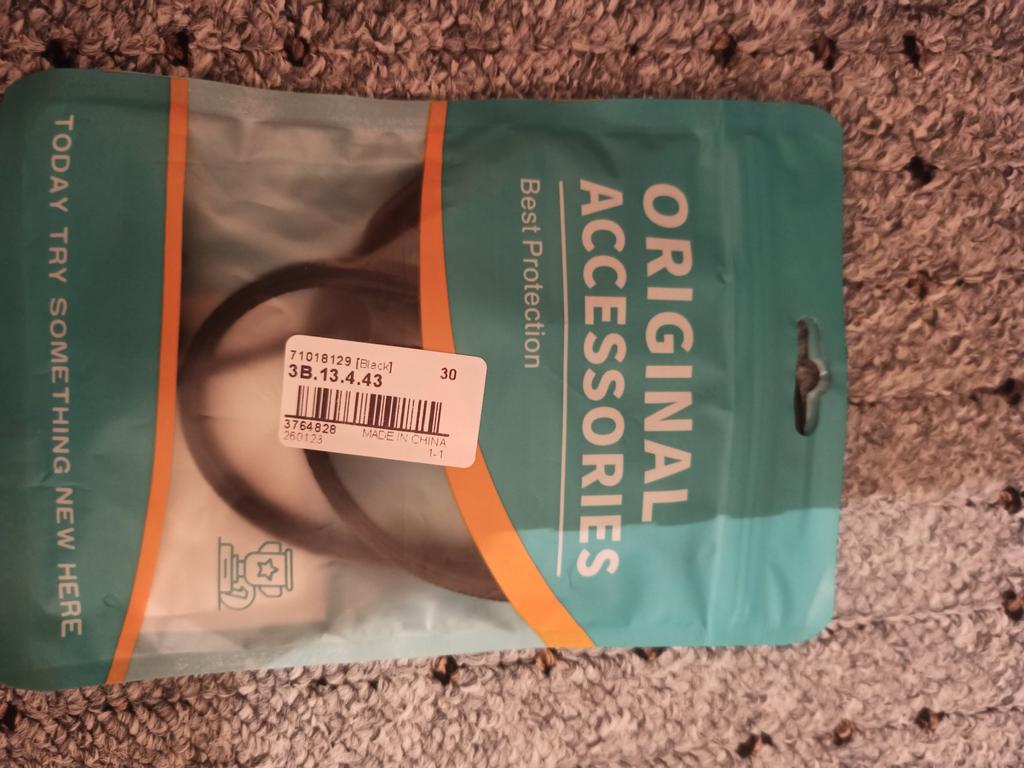 ORIGINAL
ACCESSORIES
Best Protection
71018129 [Black]
30
3B.13.4.43
3764828
MADE IN CHINA
260123
1-1
TODAY TRY SOMETHING NEW HERE